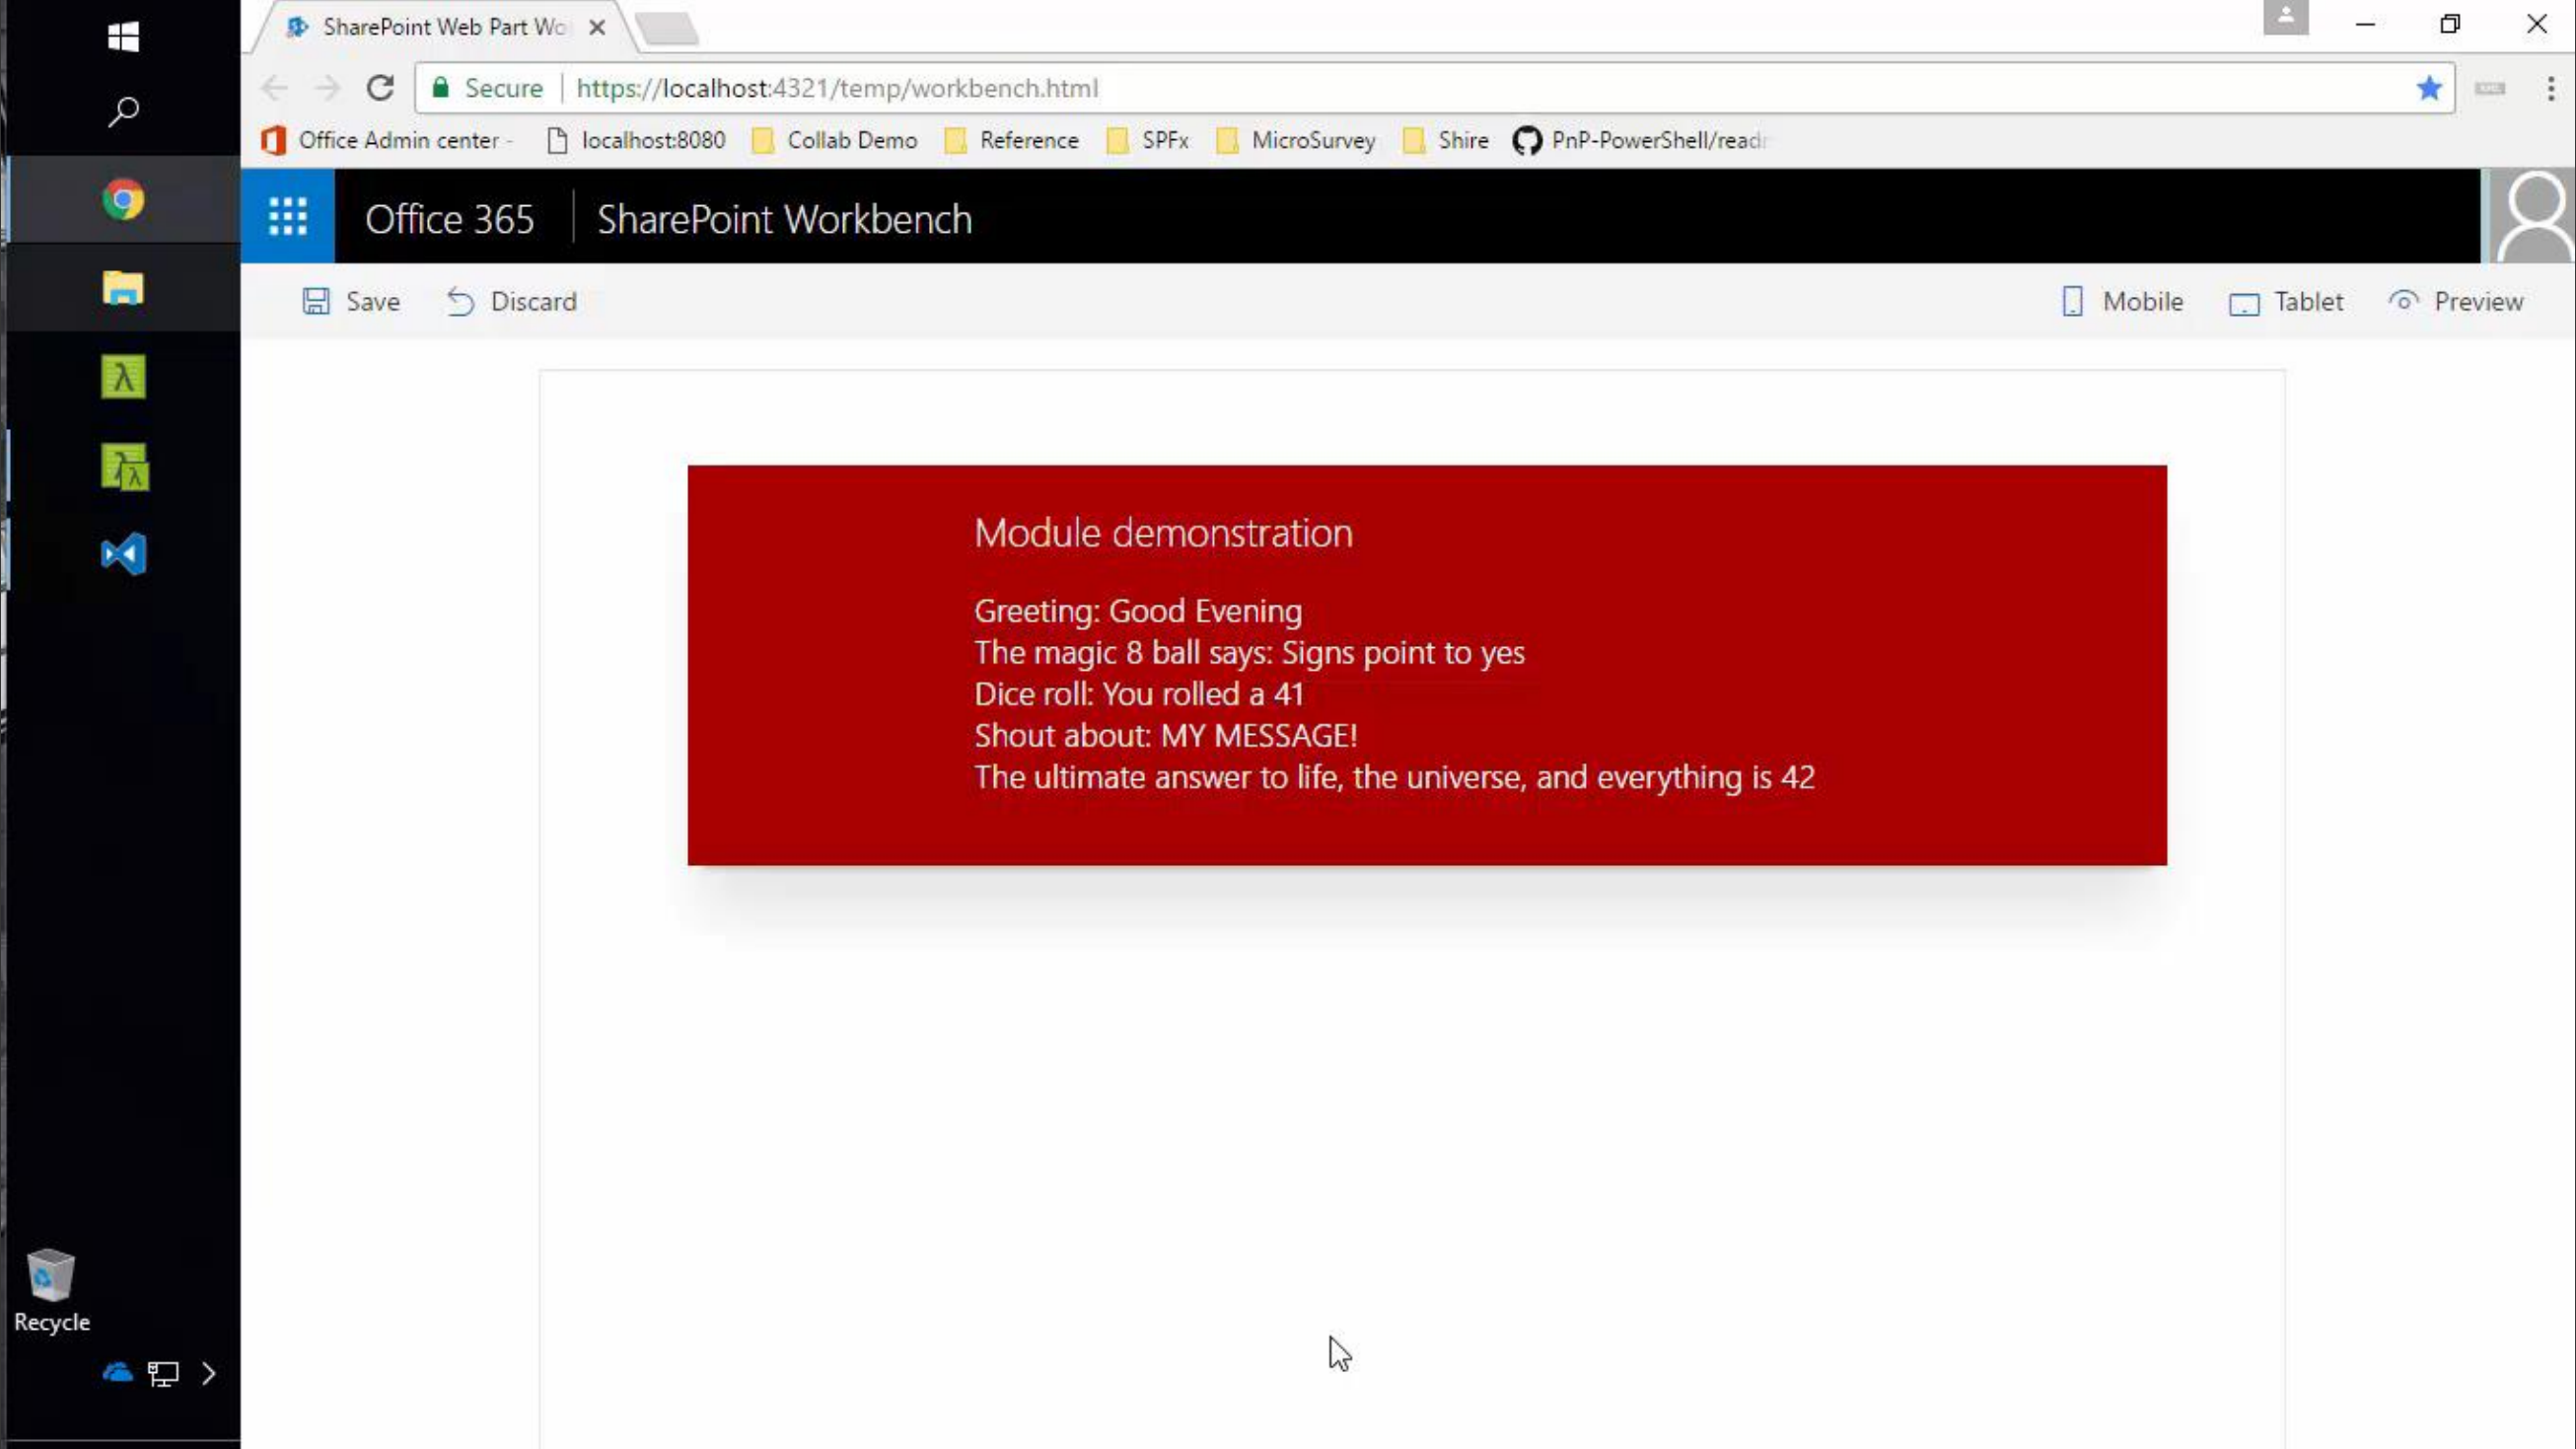 SharePoint Web Part Wo
Secure
https://localhost:4321/temp/workbench.html
Office Admin center -
localhost:8080
Collab Demo
Reference
SPFx
MicroSurvey
Shire
PnP-PowerShell/read
Office 365
SharePoint Workbench
Save
Discard
Mobile
Tablet
Preview
Module demonstration
Greeting: Good Evening
The magic 8 ball says: Signs point to yes
Dice roll: You rolled a 41
Shout about: MY MESSAGE!
The ultimate answer to life, the universe, and everything is 42
Recycle